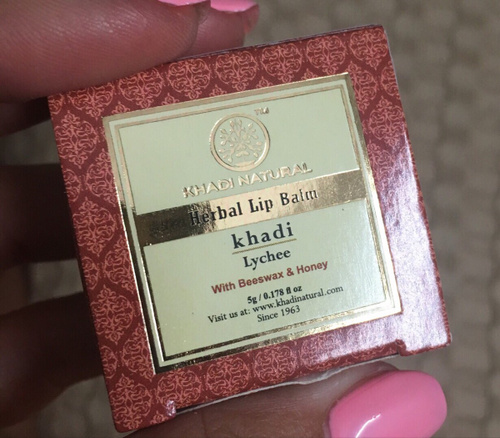 TM
KHADI NATURAL
Herbal Lip Balm
khadi
Lychee
With Beeswax & Honey
5g / 0.178 fl oz
Visit us at: www.khadinatural.com
Since 1963